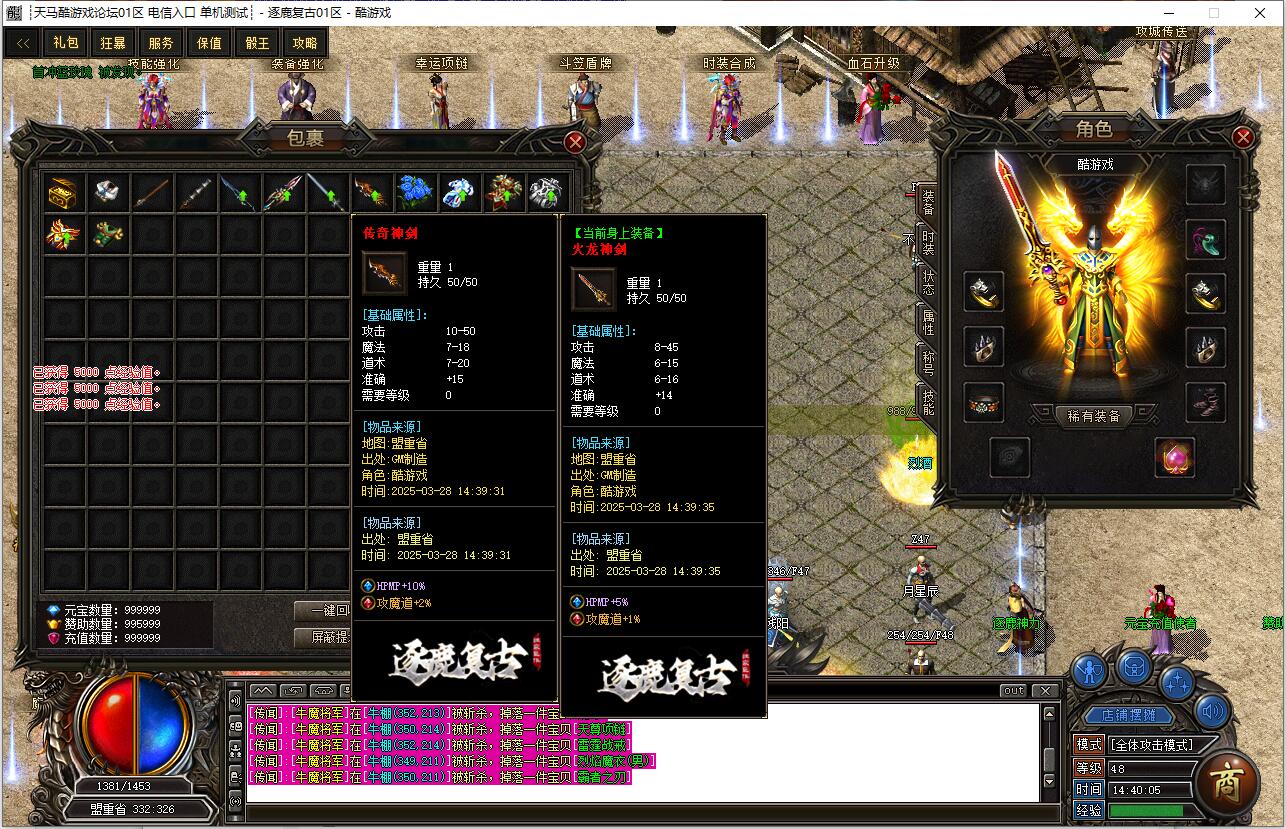 天马酷游戏论坛01区 电信入口 单机测试 - 逐鹿复古01区 - 酷游戏
<< 礼包 狂暴 服务 保值 骰王 攻略
技能强化 装备强化 幸运项链 斗笠盾牌 时装合成 血石升级 攻城传送
包裹
角色
酷游戏
装备
时装
状态
属性
称号
技能
稀有装备
传奇神剑
重量 1
持久 50/50
[基础属性]:
攻击 10-50
魔法 7-18
道术 7-20
准确 +15
需要等级 0
[物品来源]
地图:盟重省
出处:GM制造
角色:酷游戏
时间:2025-03-28 14:39:31
[物品来源]
出处: 盟重省
时间: 2025-03-28 14:39:31
HPMP+10%
攻魔道+2%
逐鹿复古
【当前身上装备】
火龙神剑
重量 1
持久 50/50
[基础属性]:
攻击 8-45
魔法 6-15
道术 6-16
准确 +14
需要等级 0
[物品来源]
地图:盟重省
出处:GM制造
角色:酷游戏
时间:2025-03-28 14:39:35
[物品来源]
出处: 盟重省
时间: 2025-03-28 14:39:35
HPMP+5%
攻魔道+1%
逐鹿复古
已获得 5000 点经验值。
已获得 5000 点经验值。
已获得 5000 点经验值。
元宝数量: 999999
赞助数量: 995999
充值数量: 999999
一键回
屏蔽提
988/9
烈酒
Z47
346/F47
月星辰
254/254/F48
逐鹿神力
元宝充值使者
out
[传闻]:[牛魔将军]在[牛棚(352,213)]被斩杀，掉落一件宝
[传闻]:[牛魔将军]在[牛棚(350,214)]被斩杀，掉落一件宝贝[天尊项链]
[传闻]:[牛魔将军]在[牛棚(352,214)]被斩杀，掉落一件宝贝[雷霆战戒]
[传闻]:[牛魔将军]在[牛棚(349,211)]被斩杀，掉落一件宝贝[烈焰魔衣(男)]
[传闻]:[牛魔将军]在[牛棚(350,211)]被斩杀，掉落一件宝贝[霸者之刃]
1381/1453
盟重省 332:326
店铺摆摊
模式 [全体攻击模式]
等级 48
时间 14:40:05
经验
商